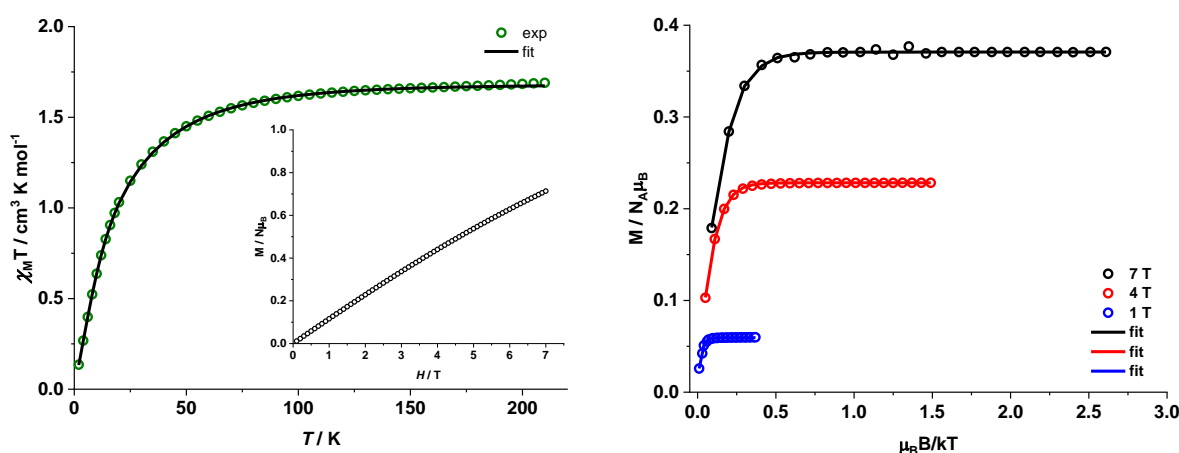 2.0
1.5
1.0
0.5
0.0
χMT / cm³ K mol⁻¹
0
50
100
150
200
T / K
exp
fit
1.0
0.8
0.6
0.4
0.2
0.0
M / NμB
0 1 2 3 4 5 6 7
H / T
0.4
0.3
0.2
0.1
0.0
M / NAμB
0.0 0.5 1.0 1.5 2.0 2.5 3.0
μBB/kT
7 T
4 T
1 T
fit
fit
fit